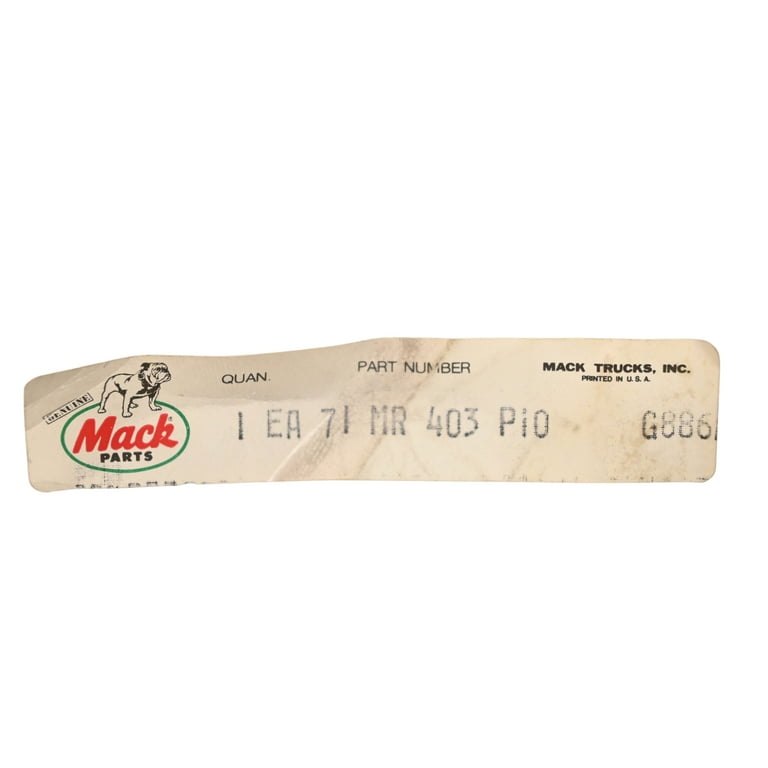 GENUINE
Mack
PARTS
QUAN. PART NUMBER MACK TRUCKS, INC.
PRINTED IN U.S.A.
1 EA 71 MR 403 P10